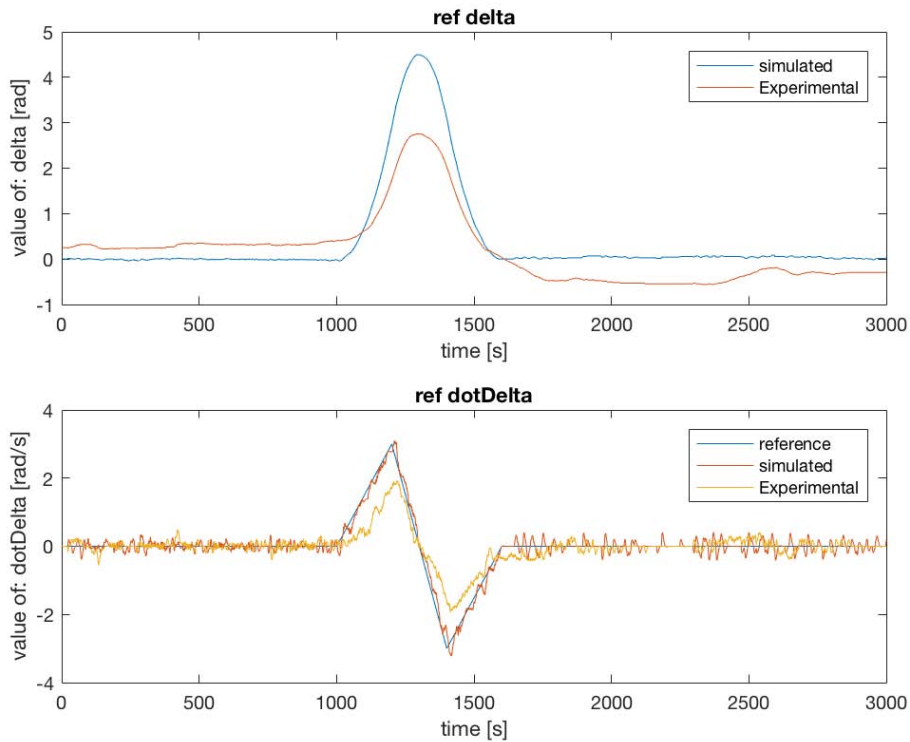 ref delta
value of: delta [rad]
5
4
3
2
1
0
-1
simulated
Experimental
0
500
1000
1500
2000
2500
3000
time [s]
ref dotDelta
value of: dotDelta [rad/s]
4
2
0
-2
-4
reference
simulated
Experimental
0
500
1000
1500
2000
2500
3000
time [s]